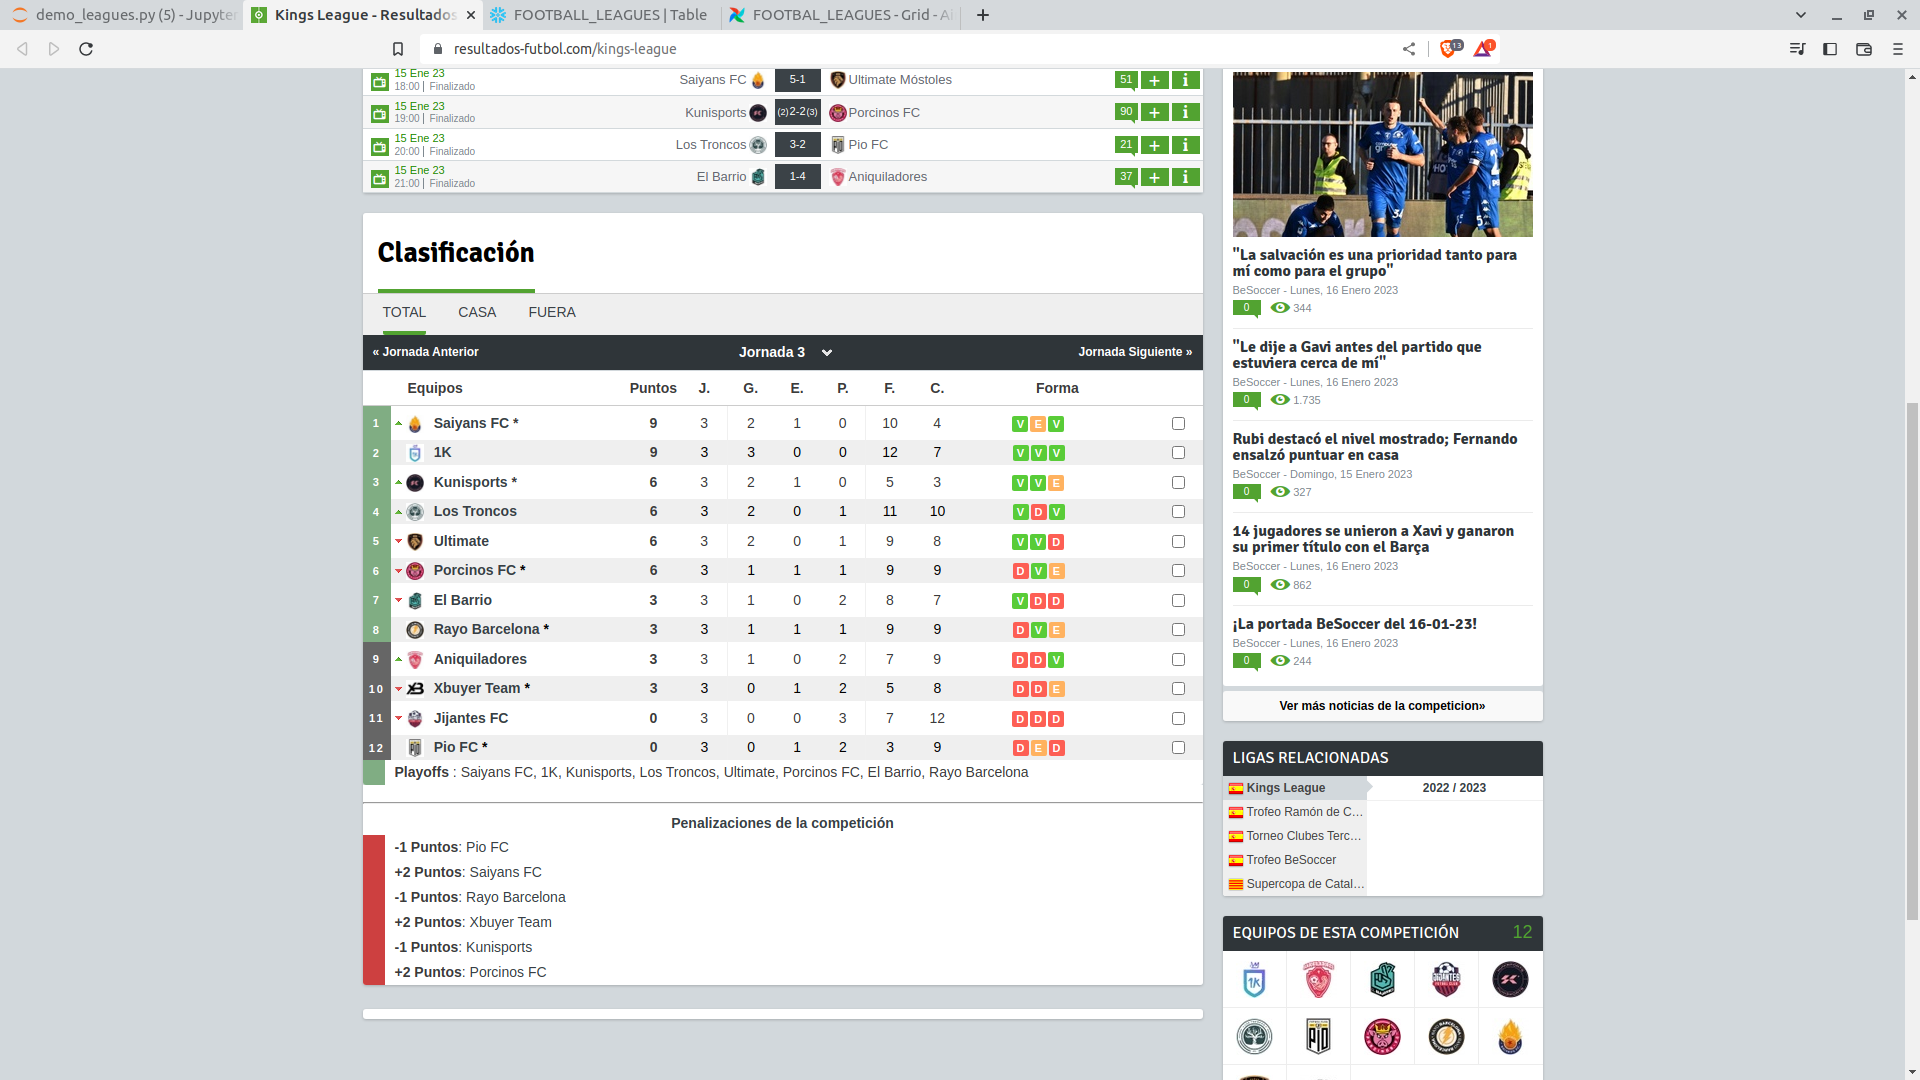 demo_leagues.py (5) - Jupyter
Kings League - Resultados
FOOTBALL_LEAGUES | Table
FOOTBAL_LEAGUES - Grid - Ai
resultados-futbol.com/kings-league
13
1
15 Ene 23
18:00 | Finalizado
Saiyans FC 5-1 Ultimate Móstoles 51 + i
15 Ene 23
19:00 | Finalizado
Kunisports (2)2-2(3) Porcinos FC 90 + i
15 Ene 23
20:00 | Finalizado
Los Troncos 3-2 Pio FC 21 + i
15 Ene 23
21:00 | Finalizado
El Barrio 1-4 Aniquiladores 37 + i
Clasificación
TOTAL CASA FUERA
« Jornada Anterior Jornada 3 Jornada Siguiente »
Equipos Puntos J. G. E. P. F. C. Forma
1 Saiyans FC * 9 3 2 1 0 10 4 V E V
2 1K 9 3 3 0 0 12 7 V V V
3 Kunisports * 6 3 2 1 0 5 3 V V E
4 Los Troncos 6 3 2 0 1 11 10 V D V
5 Ultimate 6 3 2 0 1 9 8 V V D
6 Porcinos FC * 6 3 1 1 1 9 9 D V E
7 El Barrio 3 3 1 0 2 8 7 V D D
8 Rayo Barcelona * 3 3 1 1 1 9 9 D V E
9 Aniquiladores 3 3 1 0 2 7 9 D D V
10 Xbuyer Team * 3 3 0 1 2 5 8 D D E
11 Jijantes FC 0 3 0 0 3 7 12 D D D
12 Pio FC * 0 3 0 1 2 3 9 D E D
Playoffs : Saiyans FC, 1K, Kunisports, Los Troncos, Ultimate, Porcinos FC, El Barrio, Rayo Barcelona
Penalizaciones de la competición
-1 Puntos: Pio FC
+2 Puntos: Saiyans FC
-1 Puntos: Rayo Barcelona
+2 Puntos: Xbuyer Team
-1 Puntos: Kunisports
+2 Puntos: Porcinos FC
"La salvación es una prioridad tanto para
mí como para el grupo"
BeSoccer - Lunes, 16 Enero 2023
0 344
"Le dije a Gavi antes del partido que
estuviera cerca de mí"
BeSoccer - Lunes, 16 Enero 2023
0 1.735
Rubi destacó el nivel mostrado; Fernando
ensalzó puntuar en casa
BeSoccer - Domingo, 15 Enero 2023
0 327
14 jugadores se unieron a Xavi y ganaron
su primer título con el Barça
BeSoccer - Lunes, 16 Enero 2023
0 862
¡La portada BeSoccer del 16-01-23!
BeSoccer - Lunes, 16 Enero 2023
0 244
Ver más noticias de la competicion»
LIGAS RELACIONADAS
Kings League 2022 / 2023
Trofeo Ramón de C...
Torneo Clubes Terc...
Trofeo BeSoccer
Supercopa de Catal...
EQUIPOS DE ESTA COMPETICIÓN 12
1K
PIO